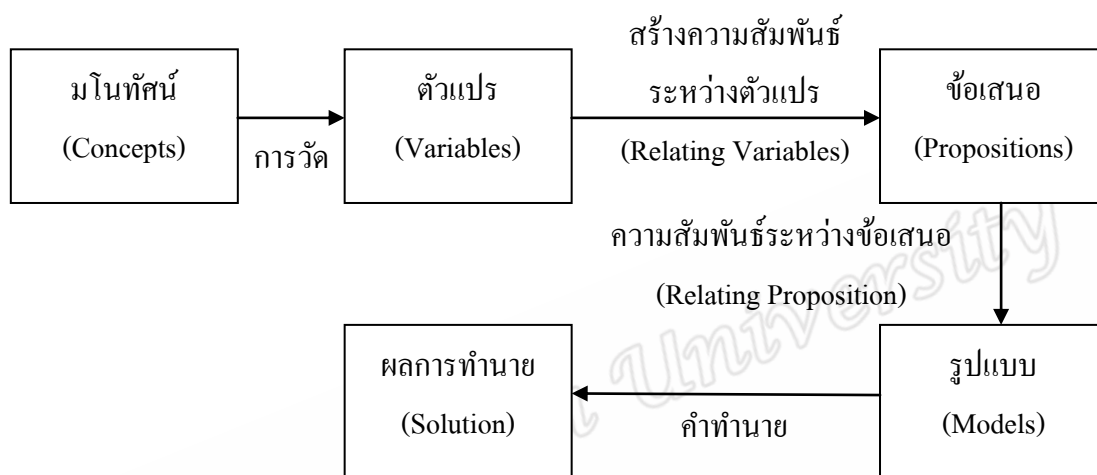 มโนทัศน์
(Concepts)
การวัด
ตัวแปร
(Variables)
สร้างความสัมพันธ์
ระหว่างตัวแปร
(Relating Variables)
ข้อเสนอ
(Propositions)
ความสัมพันธ์ระหว่างข้อเสนอ
(Relating Proposition)
รูปแบบ
(Models)
คำทำนาย
ผลการทำนาย
(Solution)
University